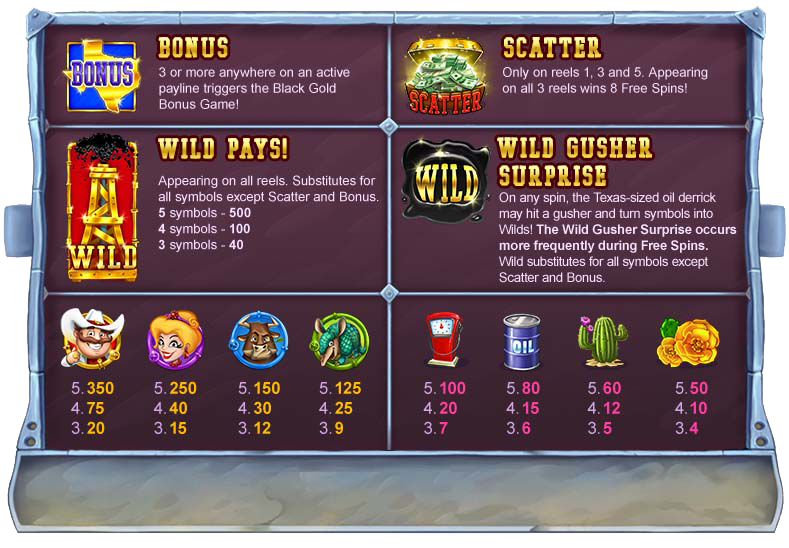 BONUS
BONUS
3 or more anywhere on an active
payline triggers the Black Gold
Bonus Game!
SCATTER
SCATTER
Only on reels 1, 3 and 5. Appearing
on all 3 reels wins 8 Free Spins!
WILD
WILD PAYS!
Appearing on all reels. Substitutes for
all symbols except Scatter and Bonus.
5 symbols - 500
4 symbols - 100
3 symbols - 40
WILD
WILD GUSHER
SURPRISE
On any spin, the Texas-sized oil derrick
may hit a gusher and turn symbols into
Wilds! The Wild Gusher Surprise occurs
more frequently during Free Spins.
Wild substitutes for all symbols except
Scatter and Bonus.
5.350
4.75
3.20
5.250
4.40
3.15
5.150
4.30
3.12
5.125
4.25
3.9
5.100
4.20
3.7
OIL
5.80
4.15
3.6
5.60
4.12
3.5
5.50
4.10
3.4